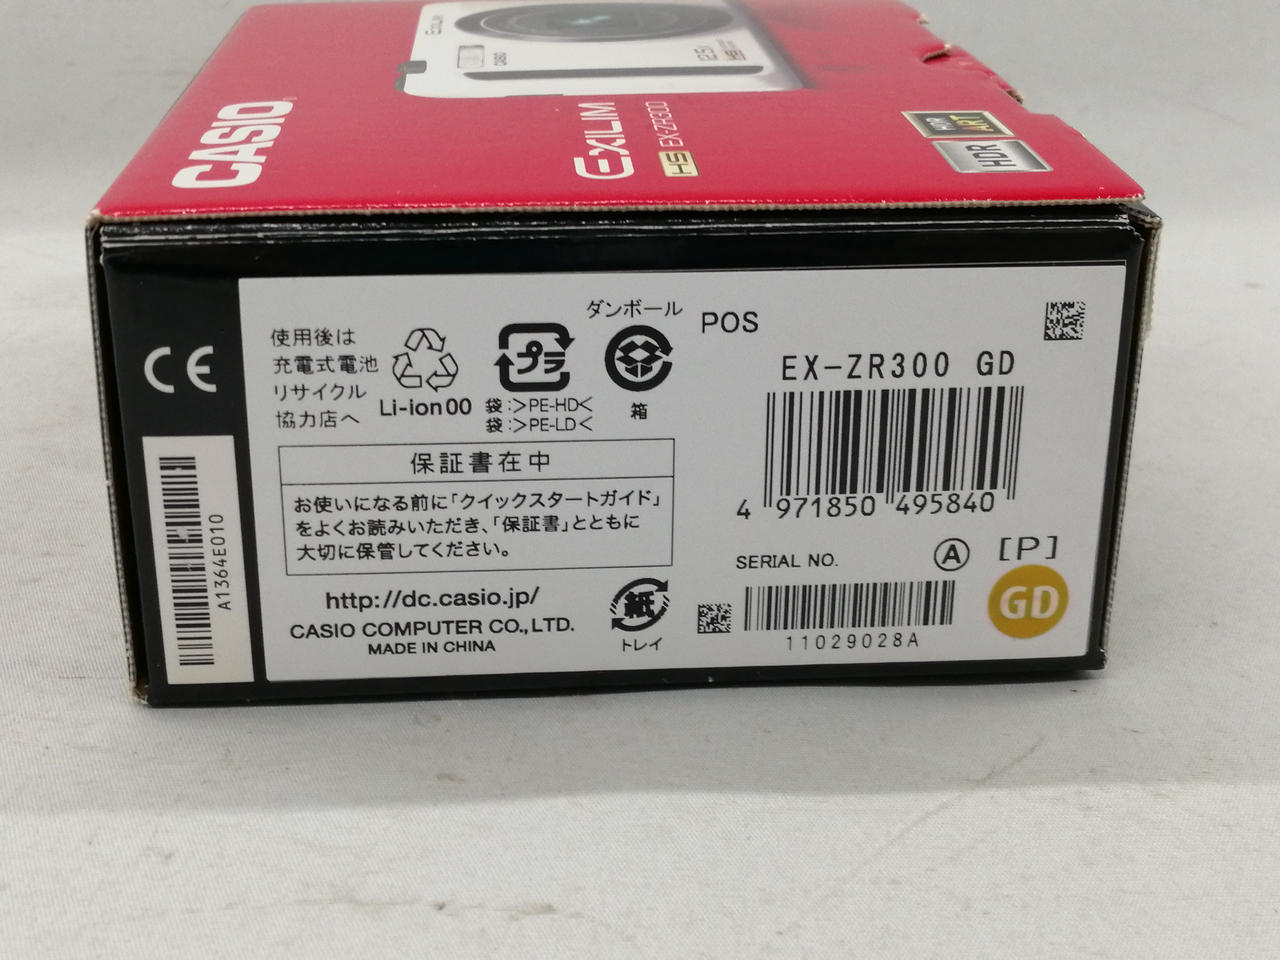 EXILIM
CASIO
12.5X
CASIO
EXILIM
HS EX-ZR300
HDR ART
HDR
CE
A1364E010
使用後は
充電式電池
リサイクル
協力店へ
Li-ion00
プラ
袋:>PE-HD<
袋:>PE-LD<
ダンボール
箱
保証書在中
お使いになる前に「クイックスタートガイド」
をよくお読みいただき、「保証書」とともに
大切に保管してください。
http://dc.casio.jp/
CASIO COMPUTER CO.,LTD.
MADE IN CHINA
紙
トレイ
POS
EX-ZR300 GD
4 971850 495840
SERIAL NO.
A
[P]
11029028A
GD